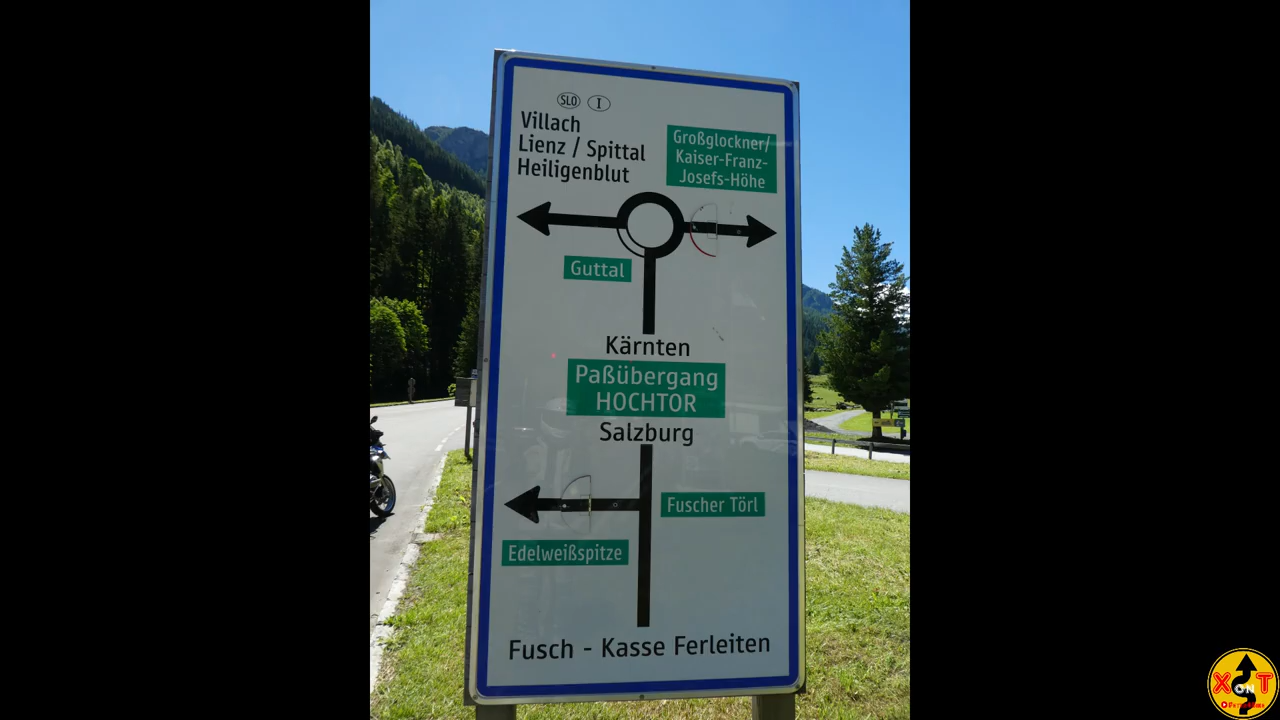 SLO I
Villach
Lienz / Spittal
Heiligenblut
Großglockner/
Kaiser-Franz-
Josefs-Höhe
Guttal
Kärnten
Paßübergang
HOCHTOR
Salzburg
Fuscher Törl
Edelweißspitze
Fusch - Kasse Ferleiten
X ON T